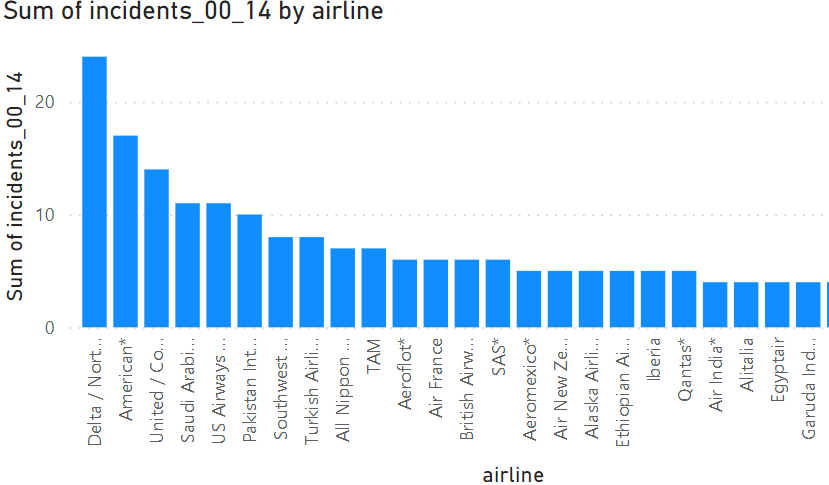 Sum of incidents_00_14 by airline
Sum of incidents_00_14
20
10
0
Delta / Nort...
American*
United / Co...
Saudi Arabi...
US Airways ...
Pakistan Int...
Southwest ...
Turkish Airli...
All Nippon ...
TAM
Aeroflot*
Air France
British Airw...
SAS*
Aeromexico*
Air New Ze...
Alaska Airli...
Ethiopian Ai...
Iberia
Qantas*
Air India*
Alitalia
Egyptair
Garuda Ind...
airline